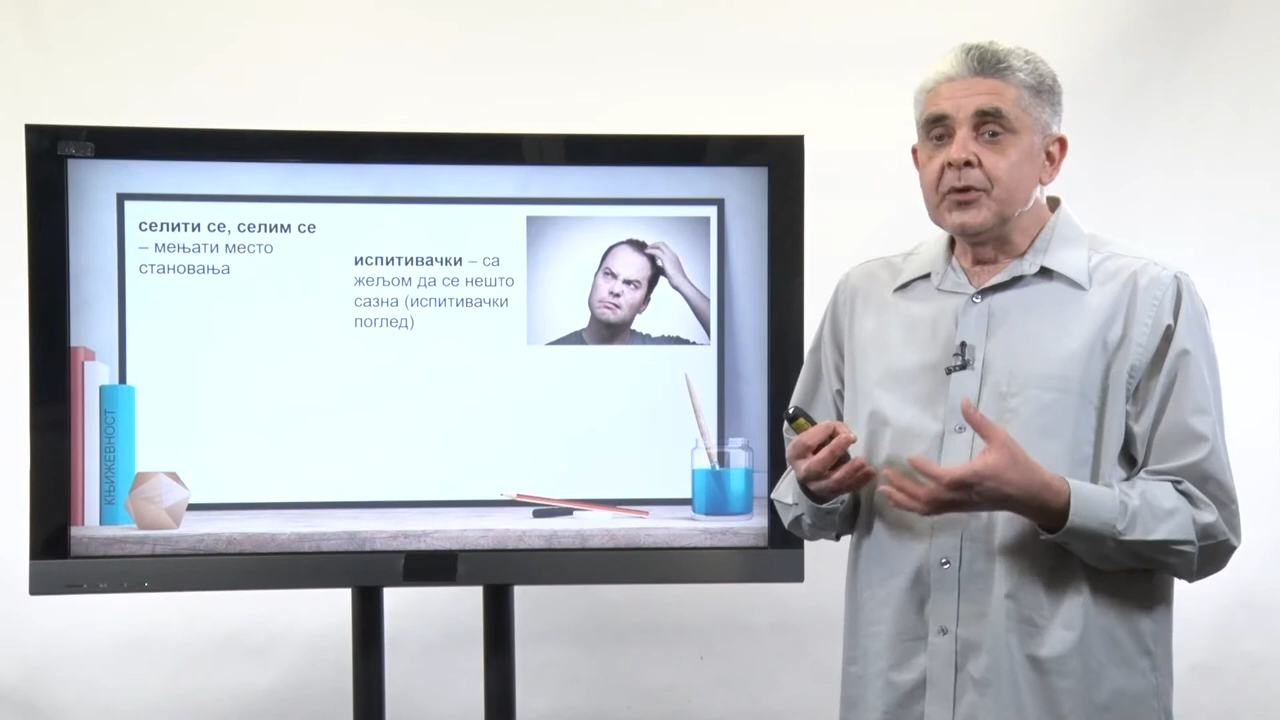 селити се, селим се
– мењати место
становања
испитивачки – са
жељом да се нешто
сазна (испитивачки
поглед)
КЊИЖЕВНОСТ